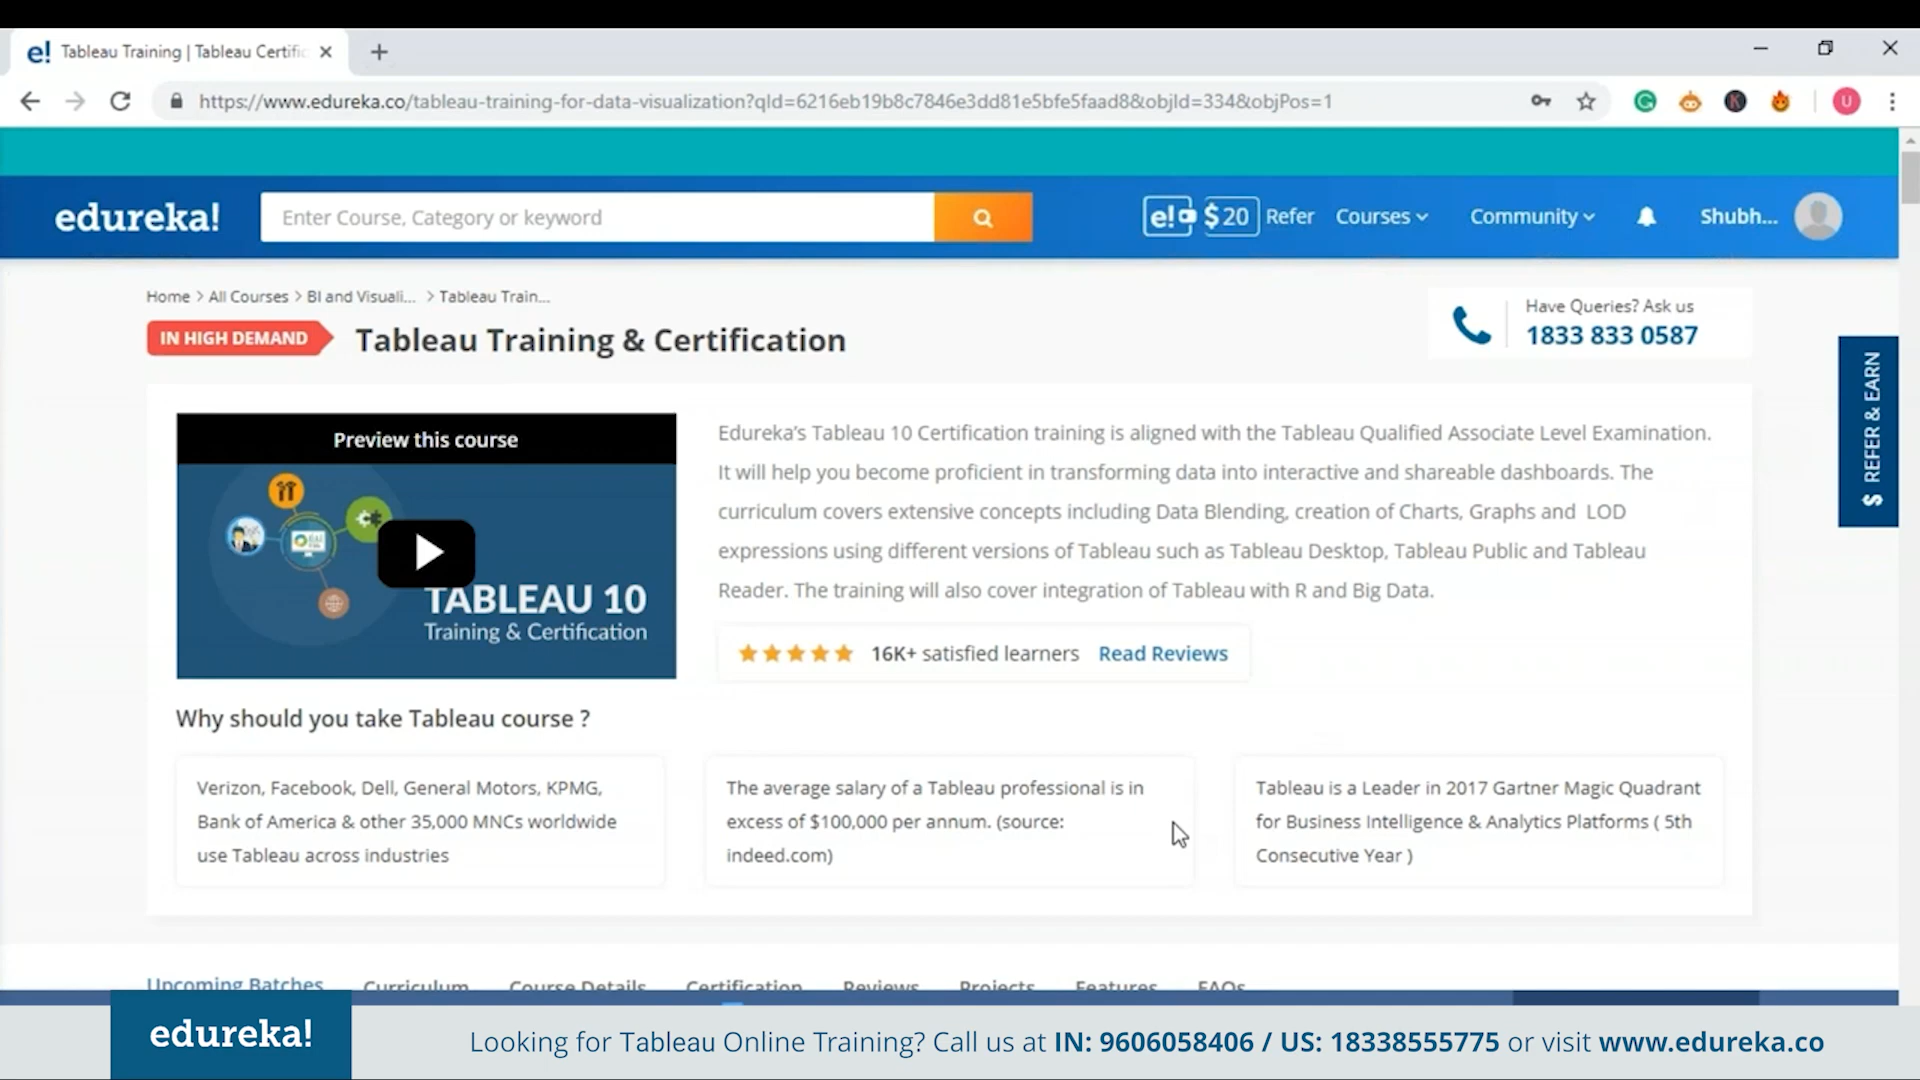 e! Tableau Training | Tableau Certific
https://www.edureka.co/tableau-training-for-data-visualization?qId=6216eb19b8c7846e3dd81e5bfe5faad8&objId=334&objPos=1
U
edureka!
Enter Course, Category or keyword
e! $20 Refer
Courses
Community
Shubh...
Home > All Courses > BI and Visuali... > Tableau Train...
IN HIGH DEMAND
Tableau Training & Certification
Have Queries? Ask us
1833 833 0587
$ REFER & EARN
Preview this course
TABLEAU 10
Training & Certification
Edureka's Tableau 10 Certification training is aligned with the Tableau Qualified Associate Level Examination.
It will help you become proficient in transforming data into interactive and shareable dashboards. The
curriculum covers extensive concepts including Data Blending, creation of Charts, Graphs and LOD
expressions using different versions of Tableau such as Tableau Desktop, Tableau Public and Tableau
Reader. The training will also cover integration of Tableau with R and Big Data.
16K+ satisfied learners Read Reviews
Why should you take Tableau course ?
Verizon, Facebook, Dell, General Motors, KPMG,
Bank of America & other 35,000 MNCs worldwide
use Tableau across industries
The average salary of a Tableau professional is in
excess of $100,000 per annum. (source:
indeed.com)
Tableau is a Leader in 2017 Gartner Magic Quadrant
for Business Intelligence & Analytics Platforms ( 5th
Consecutive Year )
Upcoming Batches Curriculum Course Details Certification Reviews Projects Features FAQs
edureka!
Looking for Tableau Online Training? Call us at IN: 9606058406 / US: 18338555775 or visit www.edureka.co